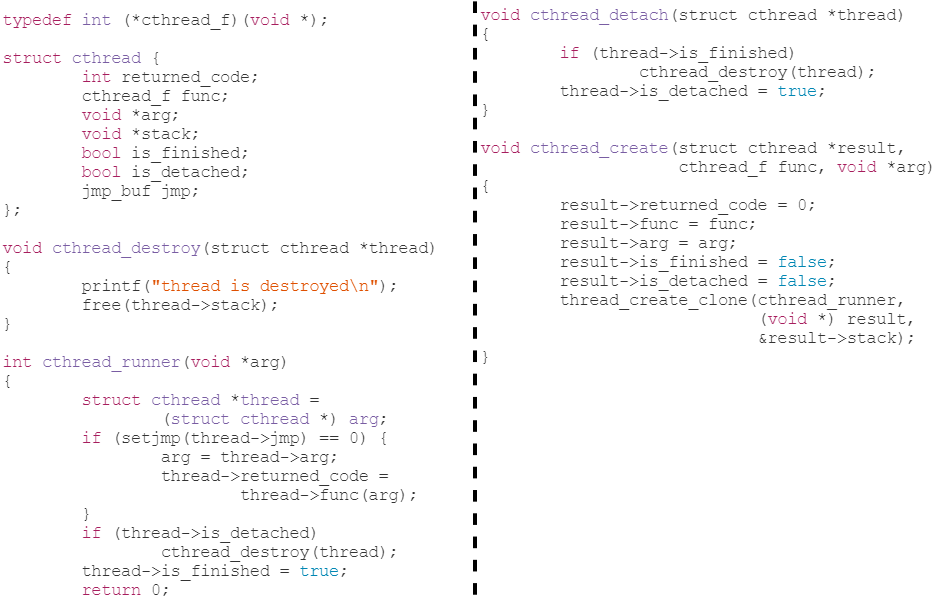 typedef int (*cthread_f)(void *);
struct cthread {
        int returned_code;
        cthread_f func;
        void *arg;
        void *stack;
        bool is_finished;
        bool is_detached;
        jmp_buf jmp;
};
void cthread_destroy(struct cthread *thread)
{
        printf("thread is destroyed\n");
        free(thread->stack);
}
int cthread_runner(void *arg)
{
        struct cthread *thread =
                (struct cthread *) arg;
        if (setjmp(thread->jmp) == 0) {
                arg = thread->arg;
                thread->returned_code =
                        thread->func(arg);
        }
        if (thread->is_detached)
                cthread_destroy(thread);
        thread->is_finished = true;
        return 0;
void cthread_detach(struct cthread *thread)
{
        if (thread->is_finished)
                cthread_destroy(thread);
        thread->is_detached = true;
}
void cthread_create(struct cthread *result,
                    cthread_f func, void *arg)
{
        result->returned_code = 0;
        result->func = func;
        result->arg = arg;
        result->is_finished = false;
        result->is_detached = false;
        thread_create_clone(cthread_runner,
                            (void *) result,
                            &result->stack);
}